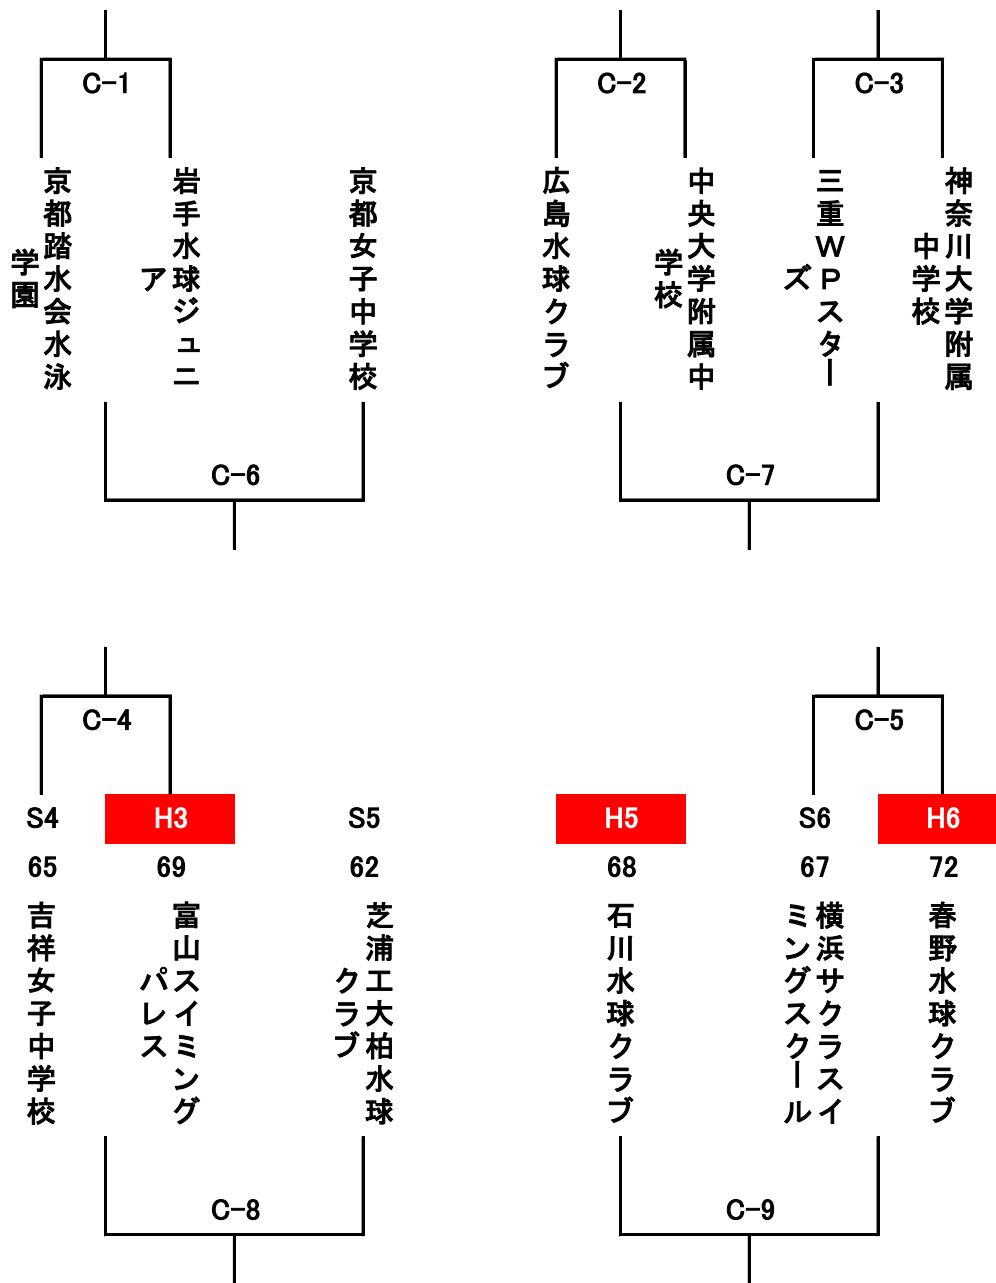 C-1
C-2
C-3
京都踏水会水泳
学園
岩手水球ジュニ
ア
京都女子中学校
広島水球クラブ
中央大学附属中
学校
三重WPスター
ズ
神奈川大学附属
中学校
C-6
C-7
C-4
C-5
S4
H3
S5
H5
S6
H6
65
69
62
68
67
72
吉祥女子中学校
富山スイミング
パレス
芝浦工大柏水球
クラブ
石川水球クラブ
横浜サクラスイ
ミングスクール
春野水球クラブ
C-8
C-9